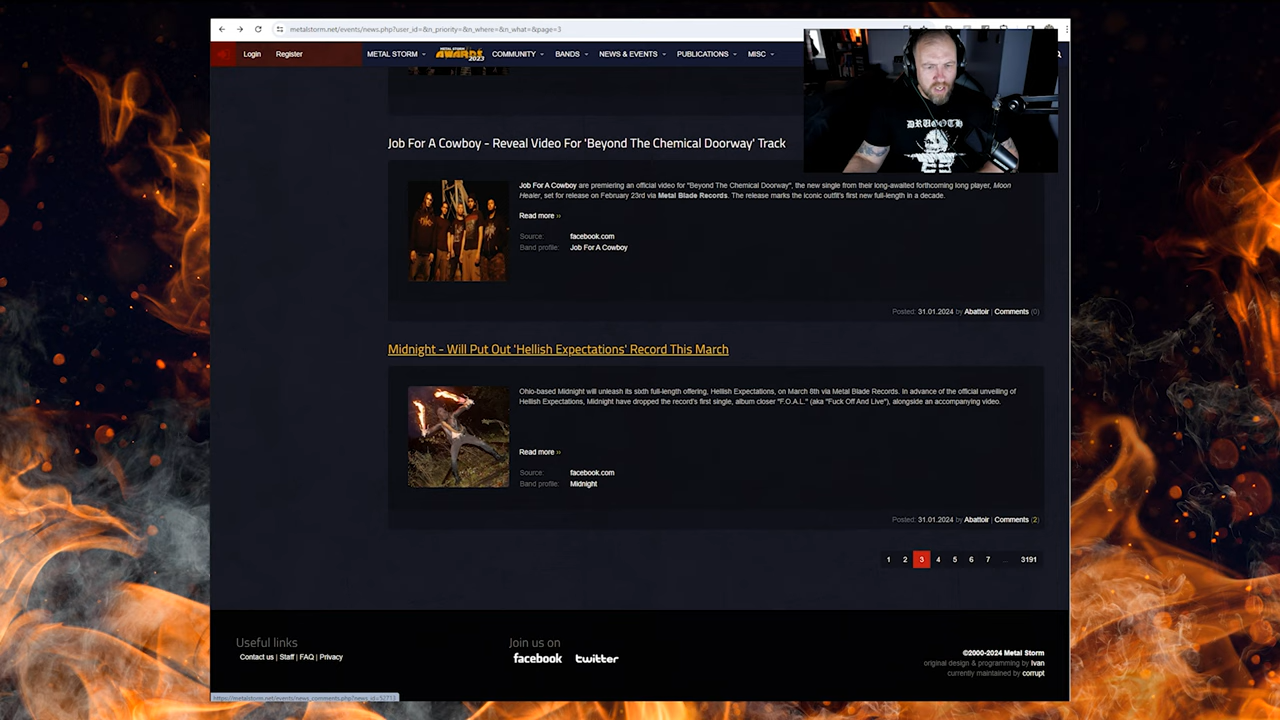 metalstorm.net/events/news.php?user_id=&n_priority=&n_where=&n_what=&page=3
Login Register METAL STORM METAL STORM AWARDS 2023 COMMUNITY BANDS NEWS & EVENTS PUBLICATIONS MISC
DRUGOTH
Job For A Cowboy - Reveal Video For 'Beyond The Chemical Doorway' Track
Job For A Cowboy are premiering an official video for "Beyond The Chemical Doorway", the new single from their long-awaited forthcoming long player, Moon
Healer, set for release on February 23rd via Metal Blade Records. The release marks the iconic outfit's first new full-length in a decade.
Read more ››
Source: facebook.com
Band profile: Job For A Cowboy
Posted: 31.01.2024 by Abattoir | Comments (0)
Midnight - Will Put Out 'Hellish Expectations' Record This March
Ohio-based Midnight will unleash its sixth full-length offering, Hellish Expectations, on March 8th via Metal Blade Records. In advance of the official unveiling of
Hellish Expectations, Midnight have dropped the record's first single, album closer "F.O.A.L." (aka "Fuck Off And Live"), alongside an accompanying video.
Read more ››
Source: facebook.com
Band profile: Midnight
Posted: 31.01.2024 by Abattoir | Comments (2)
1 2 3 4 5 6 7 ... 3191
Useful links
Contact us | Staff | FAQ | Privacy
Join us on
facebook twitter
©2000-2024 Metal Storm
original design & programming by ivan
currently maintained by corrupt